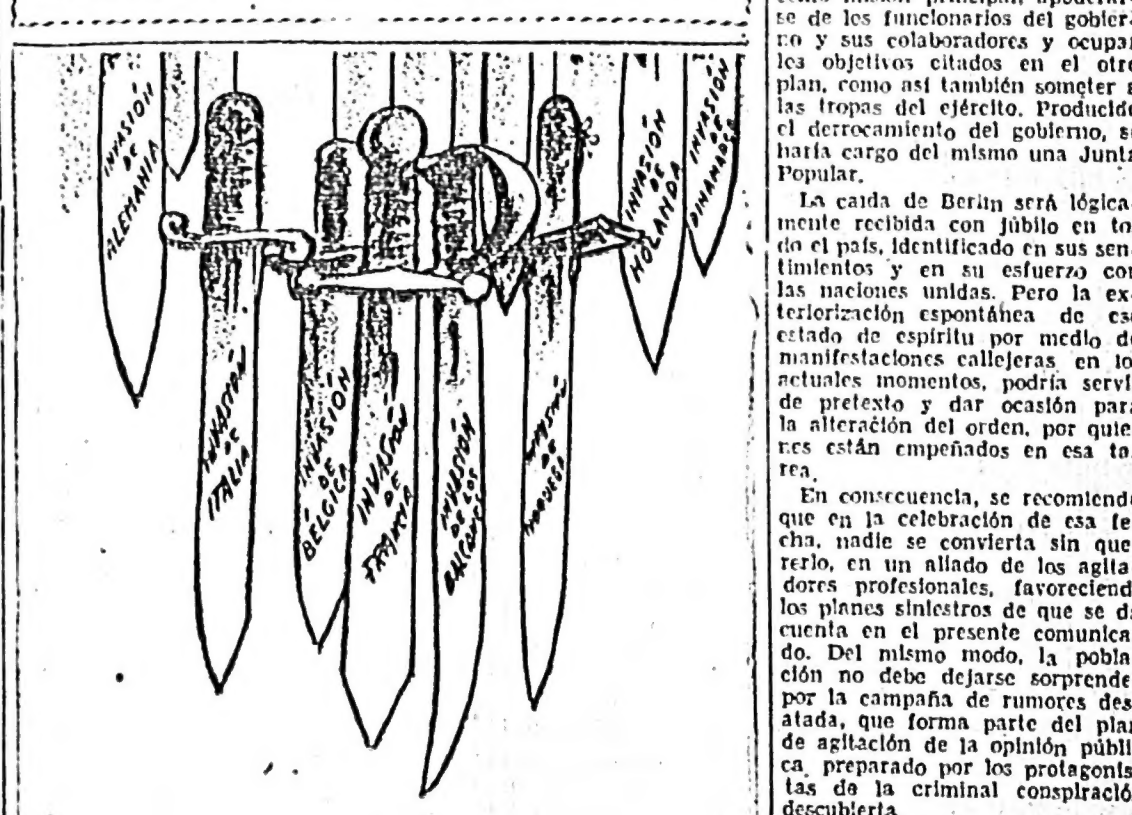 INVASIÓN
DE
ALEMANIA
INVASIÓN
DE
ITALIA
INVASIÓN
DE
BÉLGICA
INVASIÓN
DE
FRANCIA
INVASIÓN
DE LOS
DE
INVASIÓN
DE
HOLANDA
INVASIÓN
DE
DINAMARCA
se de los funcionarios del gobier-
no y sus colaboradores y ocupar
los objetivos citados en el otro
plan, como así también someter a
las tropas del ejército. Producido
el derrocamiento del gobierno, se
haría cargo del mismo una Junta
Popular.
La caida de Berlin será lógica-
mente recibida con júbilo en to-
do el país, identificado en sus sen-
timientos y en su esfuerzo con
las naciones unidas. Pero la ex-
teriorización espontánea de ese
estado de espíritu por medio de
manifestaciones callejeras en los
actuales momentos, podría servir
de pretexto y dar ocasión para
la alteración del orden, por quie-
nes están empeñados en esa ta-
rea.
En consecuencia, se recomienda
que en la celebración de esa fe-
cha, nadie se convierta sin que-
rerlo, en un aliado de los agita-
dores profesionales, favoreciendo
los planes siniestros de que se da
cuenta en el presente comunica-
do. Del mismo modo, la pobla-
ción no debe dejarse sorprender
por la campaña de rumores des-
atada, que forma parte del plan
de agitación de la opinión públi-
ca, preparado por los protagonis-
tas de la criminal conspiración
descubierta